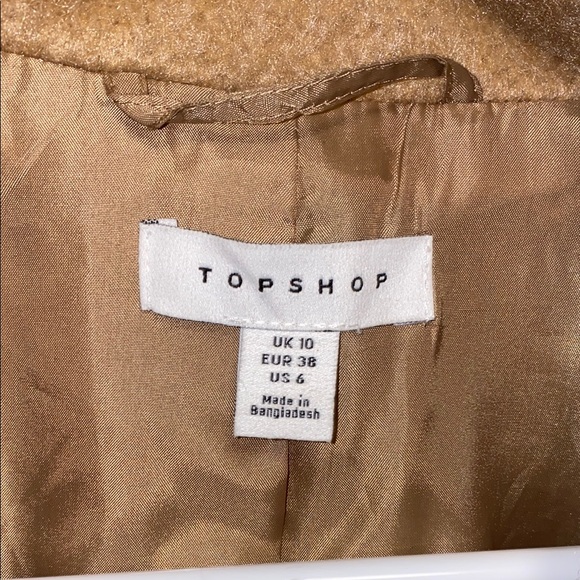 TOPSHOP
UK 10
EUR 38
US 6
Made in
Bangladesh